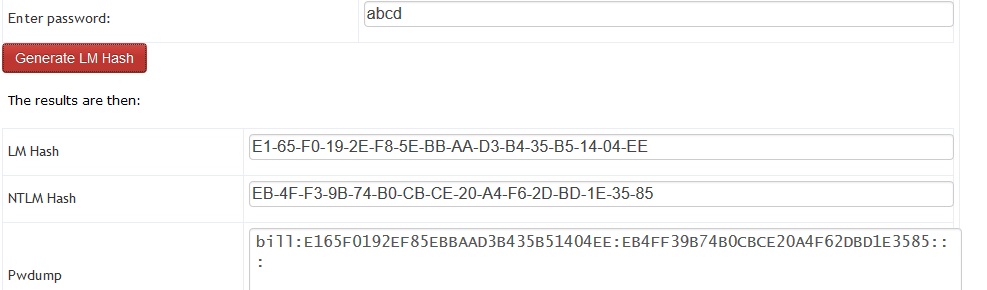 Enter password:
abcd
Generate LM Hash
The results are then:
LM Hash
E1-65-F0-19-2E-F8-5E-BB-AA-D3-B4-35-B5-14-04-EE
NTLM Hash
EB-4F-F3-9B-74-B0-CB-CE-20-A4-F6-2D-BD-1E-35-85
Pwdump
bill:E165F0192EF85EBBAAD3B435B51404EE:EB4FF39B74B0CBCE20A4F62DBD1E3585::
: